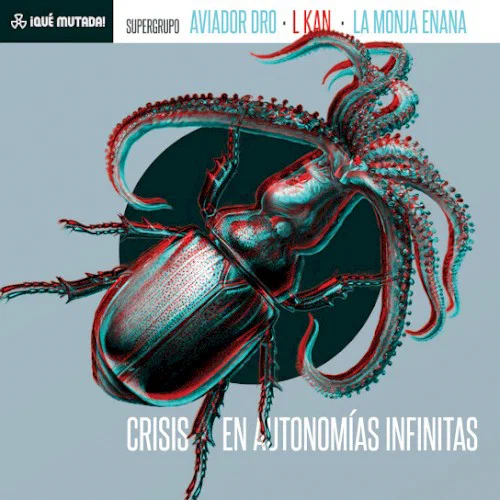 ¡QUÉ MUTADA! SUPERGRUPO AVIADOR DRO · L KAN · LA MONJA ENANA
CRISIS EN AUTONOMÍAS INFINITAS